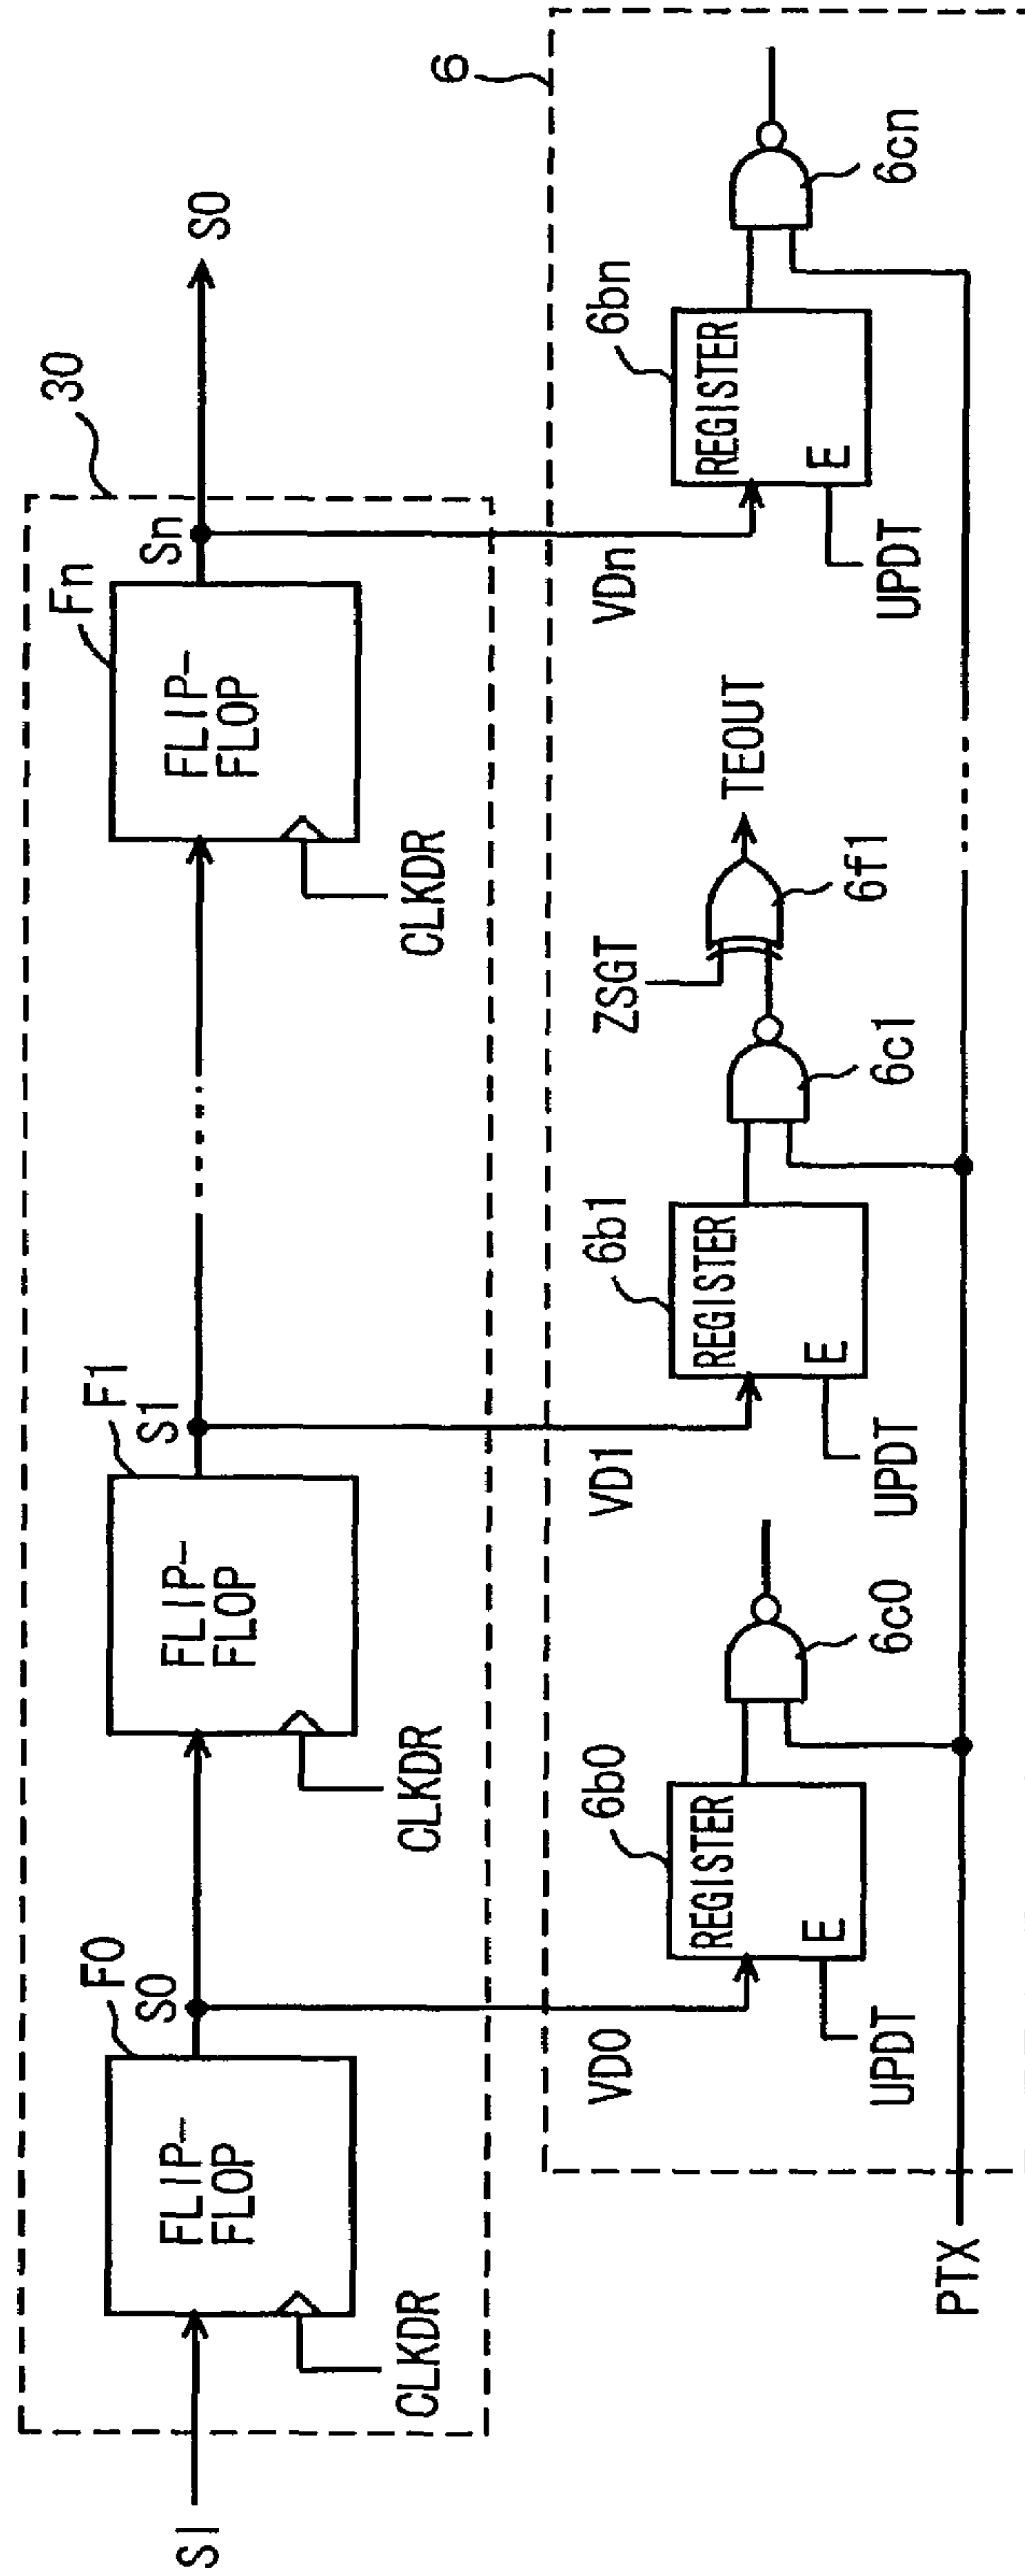 30
SI
FLIP-
FLOP
F0
S0
CLKDR
FLIP-
FLOP
F1
S1
CLKDR
FLIP-
FLOP
Fn
Sn
CLKDR
SO
6
VD0
REGISTER
E
6b0
UPDT
6c0
VD1
REGISTER
E
6b1
UPDT
6c1
ZSGT
6f1
TEOUT
VDn
REGISTER
E
6bn
UPDT
6cn
PTX